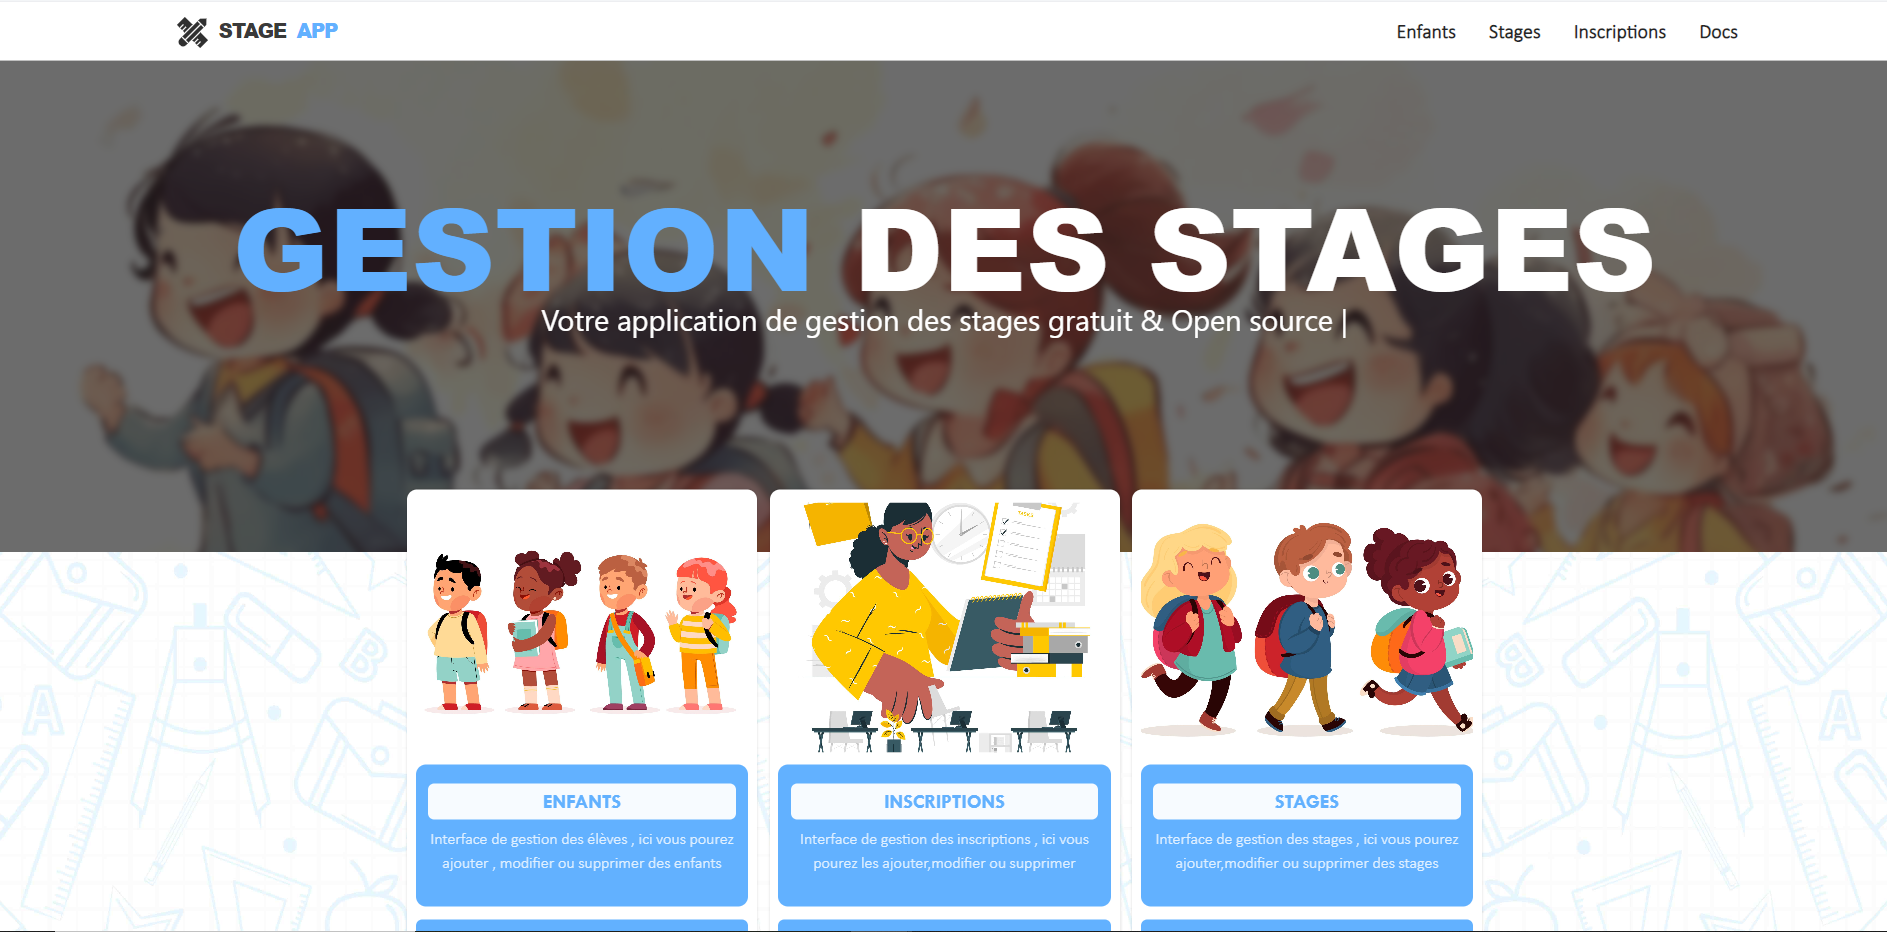 STAGE APP
Enfants Stages Inscriptions Docs
GESTION DES STAGES
Votre application de gestion des stages gratuit & Open source |
TASKS
ENFANTS
Interface de gestion des élèves , ici vous pourez
ajouter , modifier ou supprimer des enfants
INSCRIPTIONS
Interface de gestion des inscriptions , ici vous
pourez les ajouter,modifier ou supprimer
STAGES
Interface de gestion des stages , ici vous pourez
ajouter,modifier ou supprimer des stages
A
A